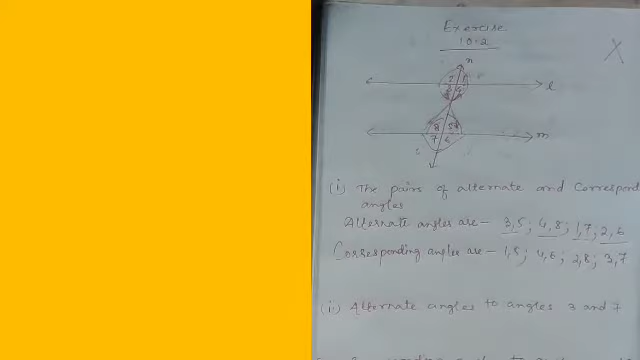 Exercise
10.2
n
l
m
8
7
(i) The pairs of alternate and Correspond
angles
Alternate angles are - 3,5; 4,8; 1,7; 2,6
Corresponding angles are - 1,5; 4,6; 2,8; 3,7
(i) Alternate angles to angles 3 and 7